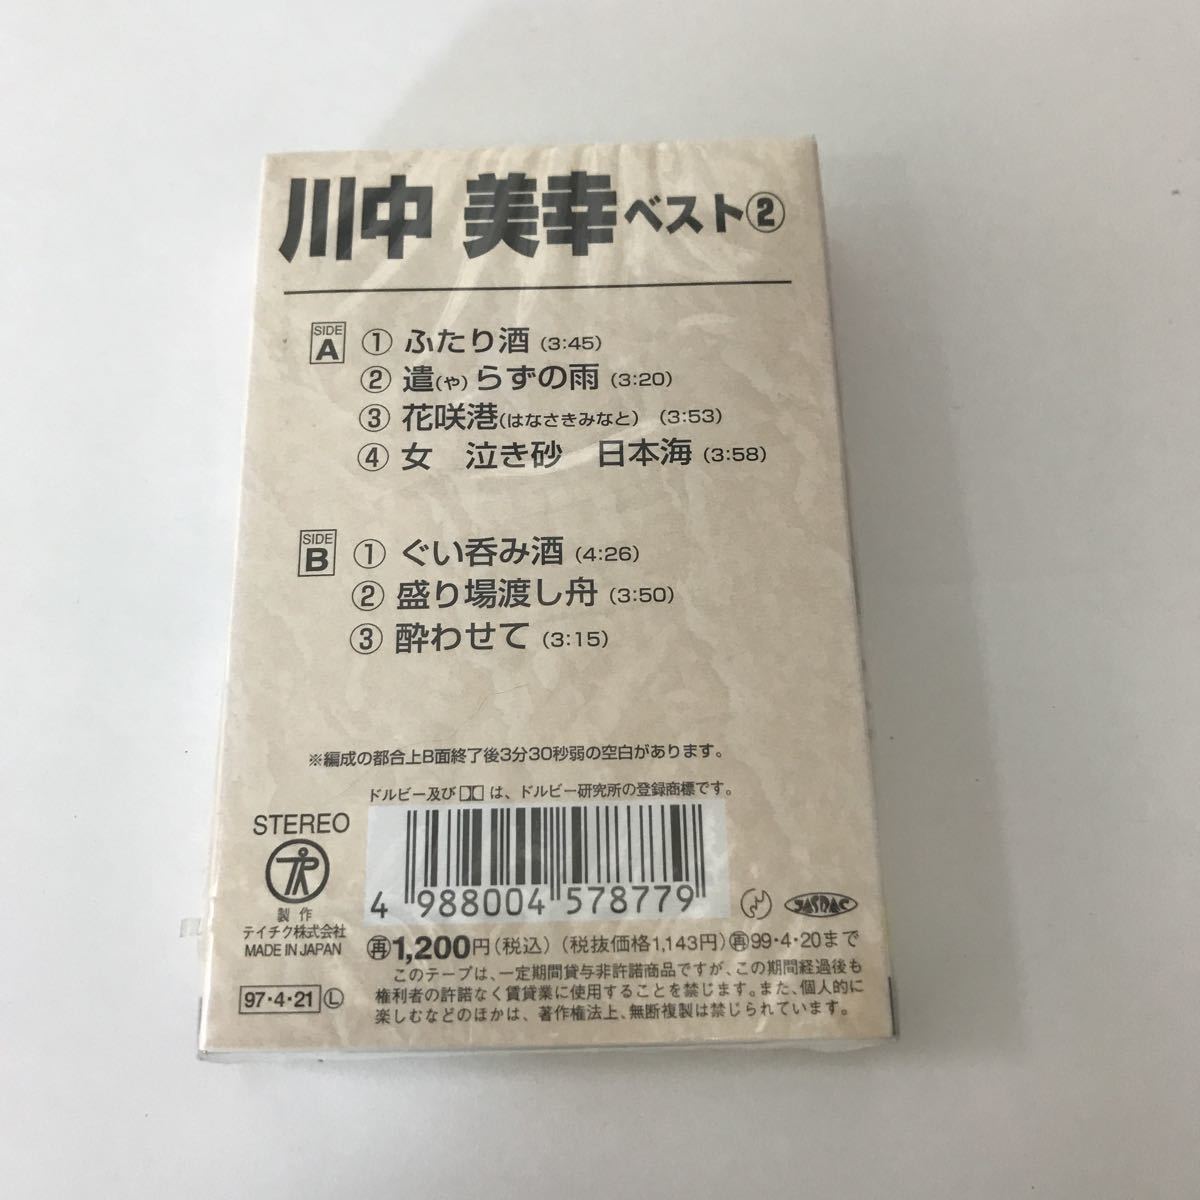 川中 美幸ベスト②
SIDE A ① ふたり酒 (3:45)
② 遣(や)らずの雨 (3:20)
③ 花咲港(はなさきみなと) (3:53)
④ 女　泣き砂　日本海 (3:58)
SIDE B ① ぐい呑み酒 (4:26)
② 盛り場渡し舟 (3:50)
③ 酔わせて (3:15)
※編成の都合上B面終了後3分30秒弱の空白があります。
ドルビー及び は、ドルビー研究所の登録商標です。
STEREO
製作
テイチク株式会社
MADE IN JAPAN
97・4・21 Ⓛ
4 988004 578779
JASRAC
㊢1,200円(税込) (税抜価格1,143円) 再99・4・20まで
このテープは、一定期間貸与非許諾商品ですが、この期間経過後も
権利者の許諾なく賃貸業に使用することを禁じます。また、個人的に
楽しむなどのほかは、著作権法上、無断複製は禁じられています。